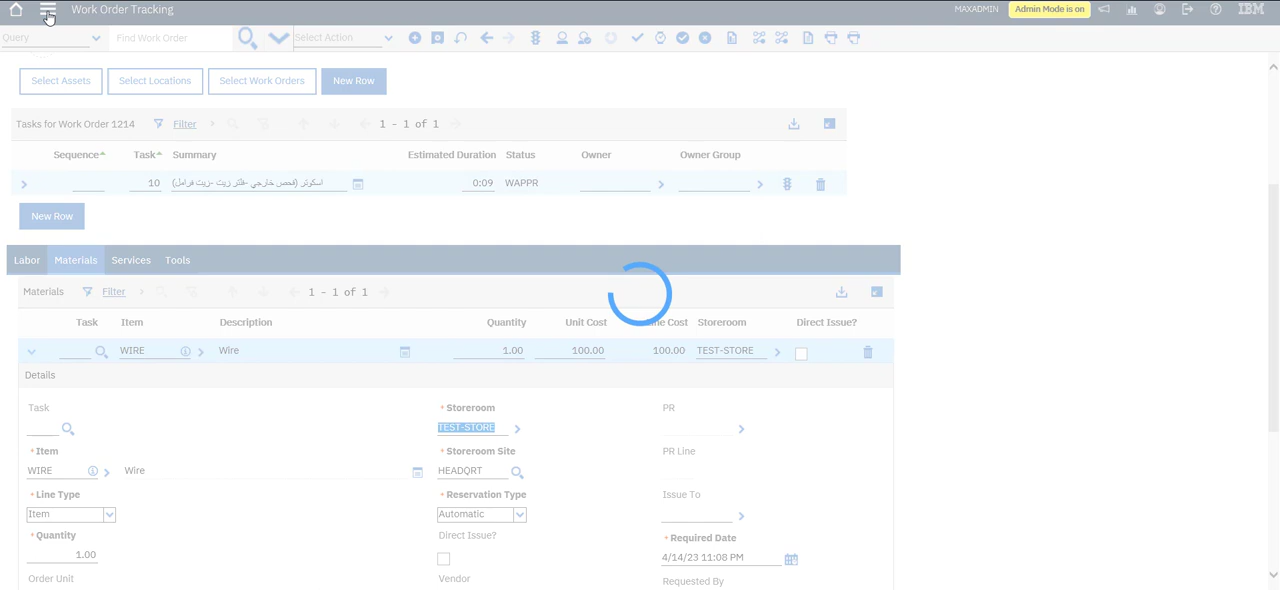 Work Order Tracking
MAXADMIN
Admin Mode is on
IBM
Query
Find Work Order
Select Action
Select Assets
Select Locations
Select Work Orders
New Row
Tasks for Work Order 1214
Filter
1 - 1 of 1
Sequence
Task
Summary
Estimated Duration
Status
Owner
Owner Group
10
اسكوتر (فحص خارجي -فلتر زيت -زيت فرامل)
0:09
WAPPR
New Row
Labor
Materials
Services
Tools
Materials
Filter
1 - 1 of 1
Task
Item
Description
Quantity
Unit Cost
Line Cost
Storeroom
Direct Issue?
WIRE
Wire
1.00
100.00
100.00
TEST-STORE
Details
Task
* Storeroom
PR
TEST-STORE
* Item
* Storeroom Site
PR Line
WIRE
Wire
HEADQRT
* Line Type
* Reservation Type
Issue To
Item
Automatic
* Quantity
Direct Issue?
* Required Date
1.00
4/14/23 11:08 PM
Order Unit
Vendor
Requested By